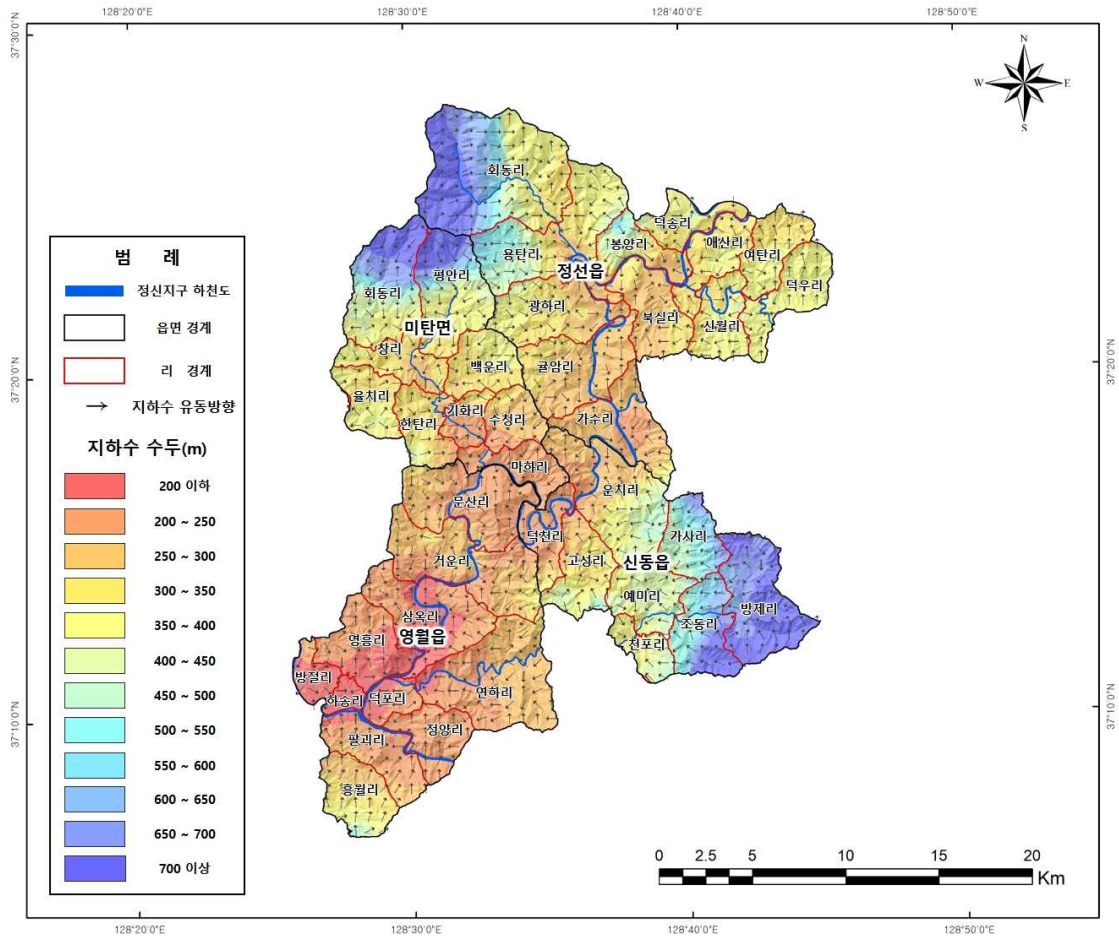 128°20'0"E 128°30'0"E 128°40'0"E 128°50'0"E
37°30'0"N
37°20'0"N
37°10'0"N
37°20'0"N
37°10'0"N
N
W E
S
범 례
정선지구 하천도
읍면 경계
리 경계
지하수 유동방향
지하수 수두(m)
200 이하
200 ~ 250
250 ~ 300
300 ~ 350
350 ~ 400
400 ~ 450
450 ~ 500
500 ~ 550
550 ~ 600
600 ~ 650
650 ~ 700
700 이상
회동리
덕송리
봉양리
애산리
여탄리
용탄리
정선읍
평안리
덕우리
회동리
광하리
북실리
신월리
미탄면
창리
백운리
귤암리
율치리
기화리
수청리
가수리
한탄리
마하리
문산리
운치리
덕천리
가사리
거운리
고성리
신동읍
예미리
방제리
삼옥리
조동리
영월읍
영흥리
천포리
방절리
하송리
덕포리
연하리
팔괴리
정양리
흥월리
0 2.5 5 10 15 20
Km
128°20'0"E 128°30'0"E 128°40'0"E 128°50'0"E